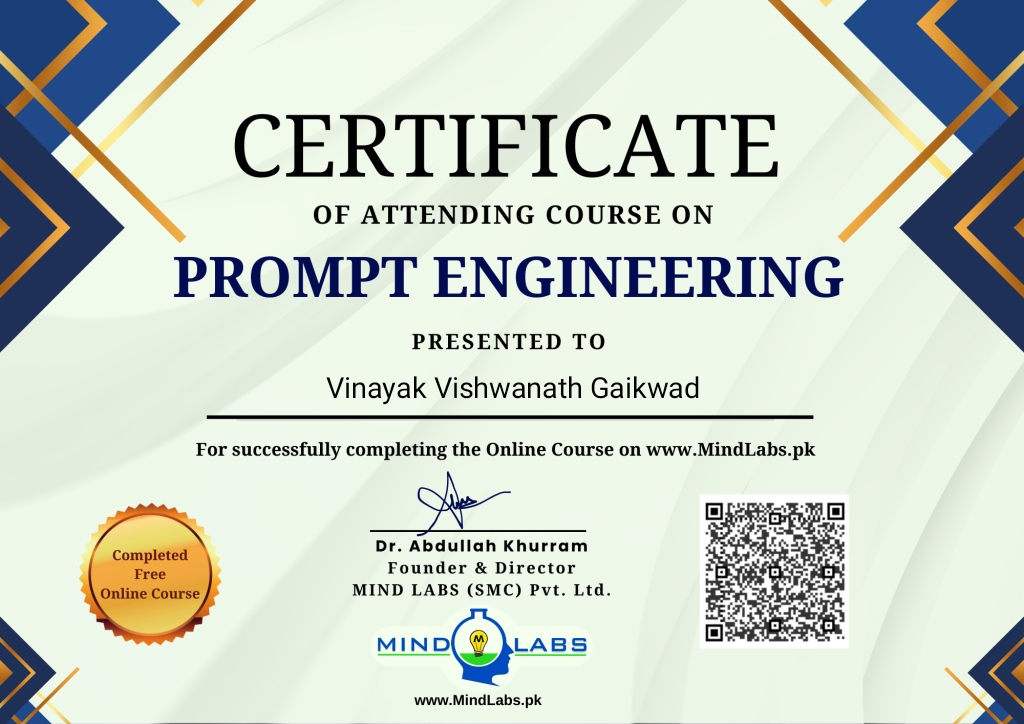 CERTIFICATE
OF ATTENDING COURSE ON
PROMPT ENGINEERING
PRESENTED TO
Vinayak Vishwanath Gaikwad
For successfully completing the Online Course on www.MindLabs.pk
Completed
Free
Online Course
Dr. Abdullah Khurram
Founder & Director
MIND LABS (SMC) Pvt. Ltd.
MIND M LABS
www.MindLabs.pk